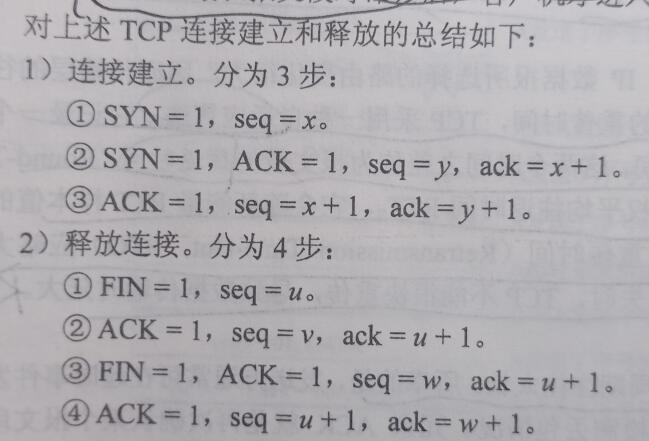 对上述 TCP 连接建立和释放的总结如下：
1）连接建立。分为 3 步：
① SYN = 1，seq = x。
② SYN = 1，ACK = 1，seq = y，ack = x + 1。
③ ACK = 1，seq = x + 1，ack = y + 1。
2）释放连接。分为 4 步：
① FIN = 1，seq = u。
② ACK = 1，seq = v，ack = u + 1。
③ FIN = 1，ACK = 1，seq = w，ack = u + 1。
④ ACK = 1，seq = u + 1，ack = w + 1。